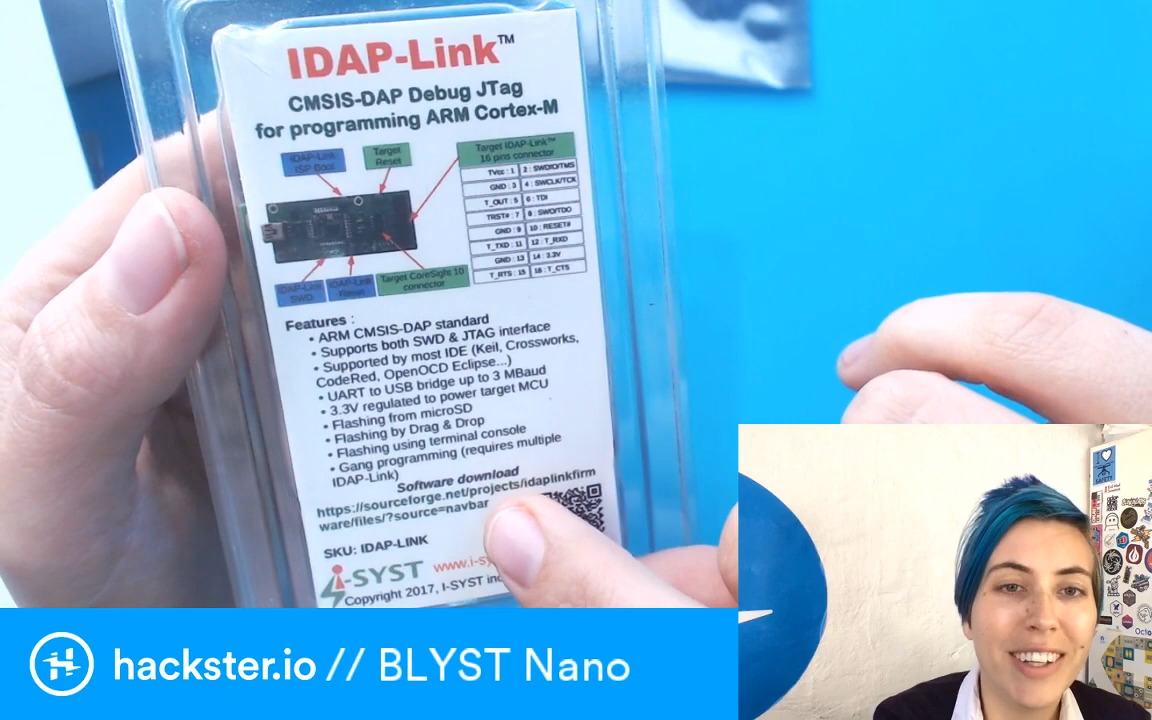 IDAP-Link™
CMSIS-DAP Debug JTag
for programming ARM Cortex-M
IDAP-Link
ISP Boot
Target
Reset
Target IDAP-Link™
16 pins connector
TVcc : 1 2 : SWDIO/TMS
GND : 3 4 : SWCLK/TCK
T_OUT : 5 6 : TDI
TRST# : 7 8 : SWO/TDO
GND : 9 10 : RESET#
T_TXD : 11 12 : T_RXD
GND : 13 14 : 3.3V
T_RTS : 15 16 : T_CTS
IDAP-Link
SWD
IDAP-Link
Reset
Target CoreSight 10
connector
Features :
• ARM CMSIS-DAP standard
• Supports both SWD & JTAG interface
• Supported by most IDE (Keil, Crossworks,
CodeRed, OpenOCD Eclipse...)
• UART to USB bridge up to 3 MBaud
• 3.3V regulated to power target MCU
• Flashing from microSD
• Flashing by Drag & Drop
• Flashing using terminal console
• Gang programming (requires multiple
IDAP-Link)
Software download
https://sourceforge.net/projects/idaplinkfirm
ware/files/?source=navbar
SKU: IDAP-LINK
i-SYST www.i-sy
Copyright 2017, I-SYST inc
I
SAFETY
Octo
hackster.io // BLYST Nano